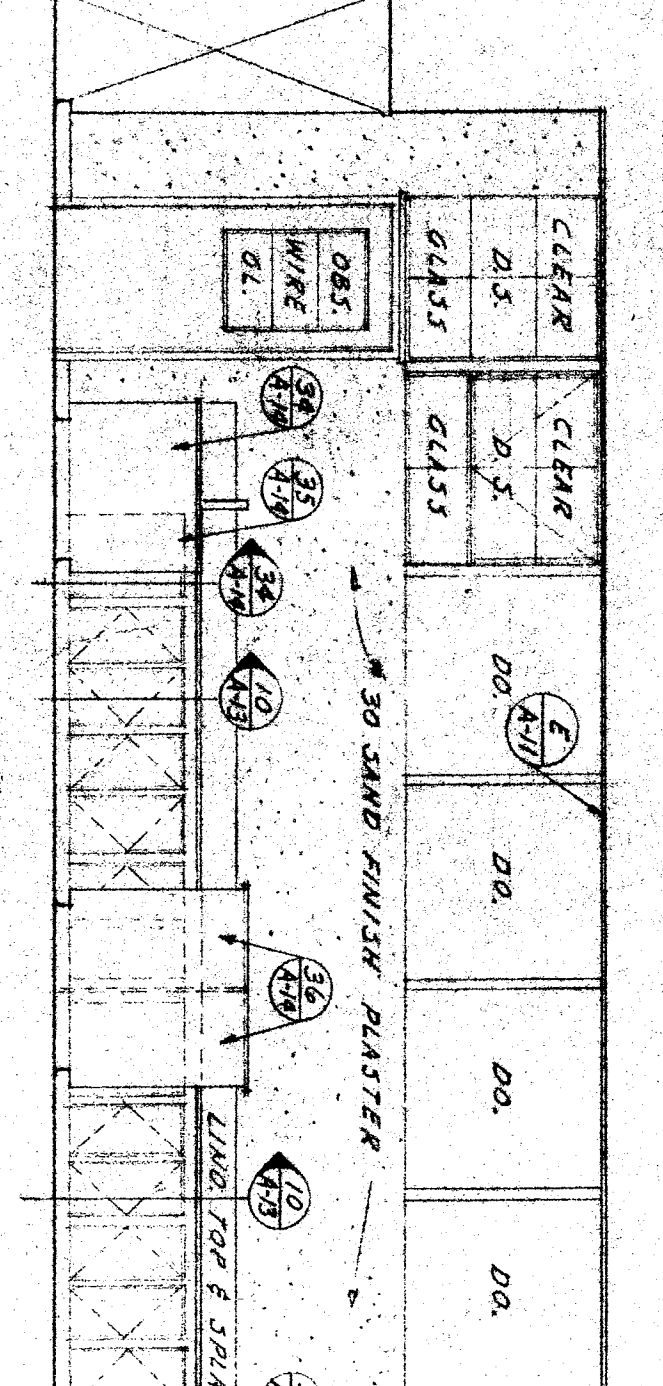 CLEAR
D.S.
GLASS
CLEAR
D.S.
GLASS
DO.
DO.
DO.
DO.
E
A-11
OBS.
WIRE
GL.
#30 SAND FINISH PLASTER
34
A-14
35
A-14
34
A-14
10
A-13
36
A-14
10
A-13
LINO. TOP & SPLA